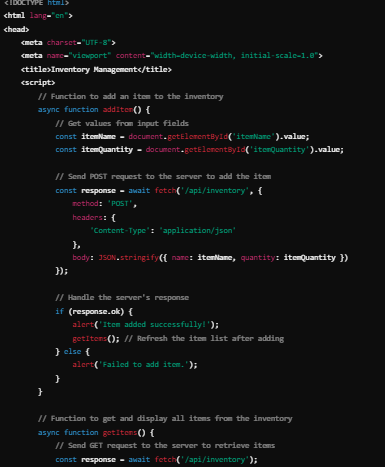 <!DOCTYPE html>
<html lang="en">
<head>
    <meta charset="UTF-8">
    <meta name="viewport" content="width=device-width, initial-scale=1.0">
    <title>Inventory Management</title>
    <script>
        // Function to add an item to the inventory
        async function addItem() {
            // Get values from input fields
            const itemName = document.getElementById('itemName').value;
            const itemQuantity = document.getElementById('itemQuantity').value;

            // Send POST request to the server to add the item
            const response = await fetch('/api/inventory', {
                method: 'POST',
                headers: {
                    'Content-Type': 'application/json'
                },
                body: JSON.stringify({ name: itemName, quantity: itemQuantity })
            });

            // Handle the server's response
            if (response.ok) {
                alert('Item added successfully!');
                getItems(); // Refresh the item list after adding
            } else {
                alert('Failed to add item.');
            }
        }

        // Function to get and display all items from the inventory
        async function getItems() {
            // Send GET request to the server to retrieve items
            const response = await fetch('/api/inventory');